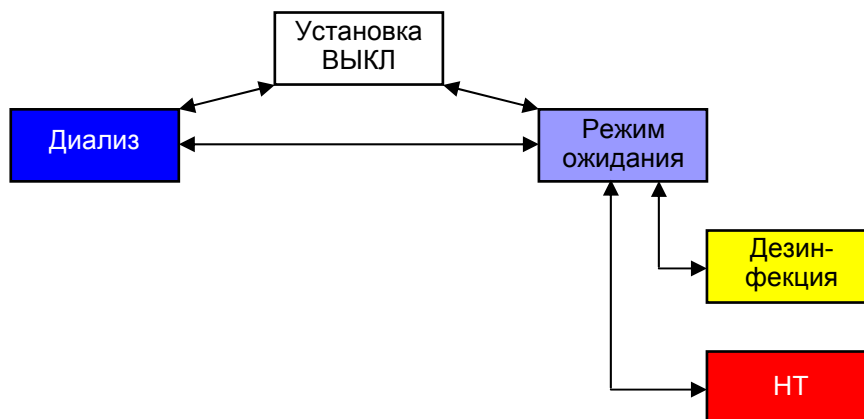 Установка
ВЫКЛ
Диализ
Режим
ожидания
Дезин-
фекция
НТ